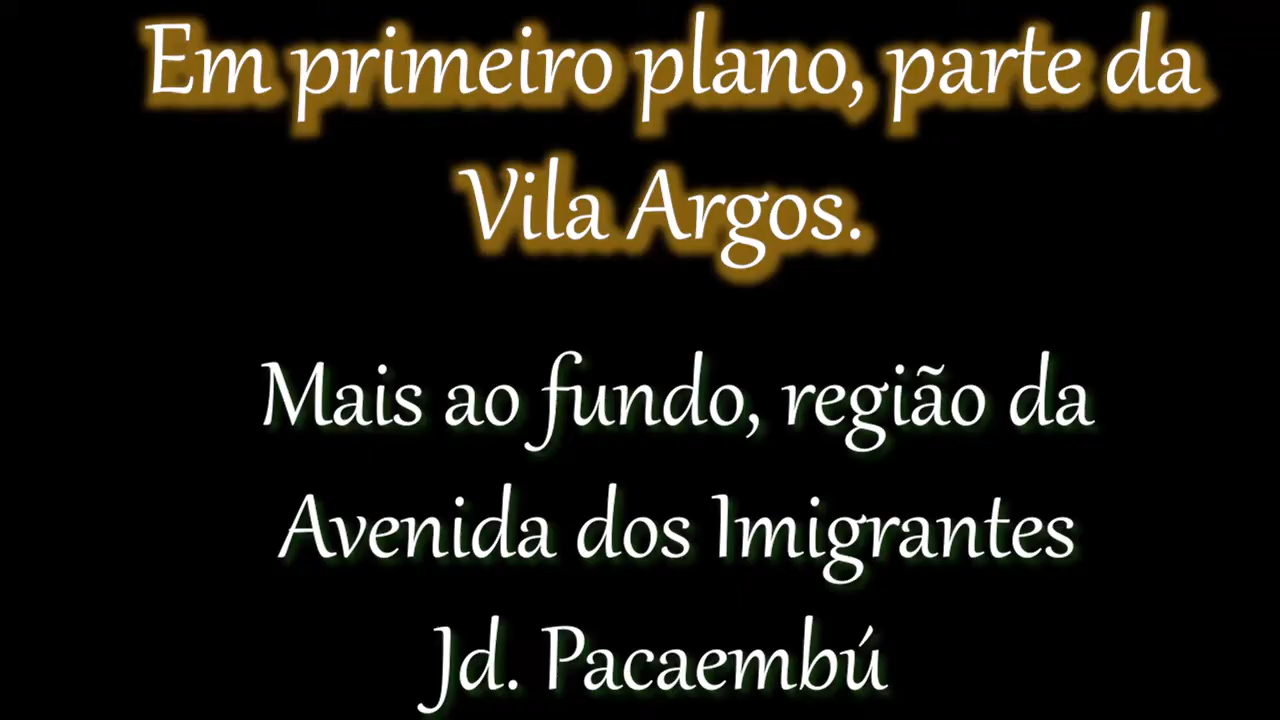 Em primeiro plano, parte da
Vila Argos.
Mais ao fundo, região da
Avenida dos Imigrantes
Jd. Pacaembú